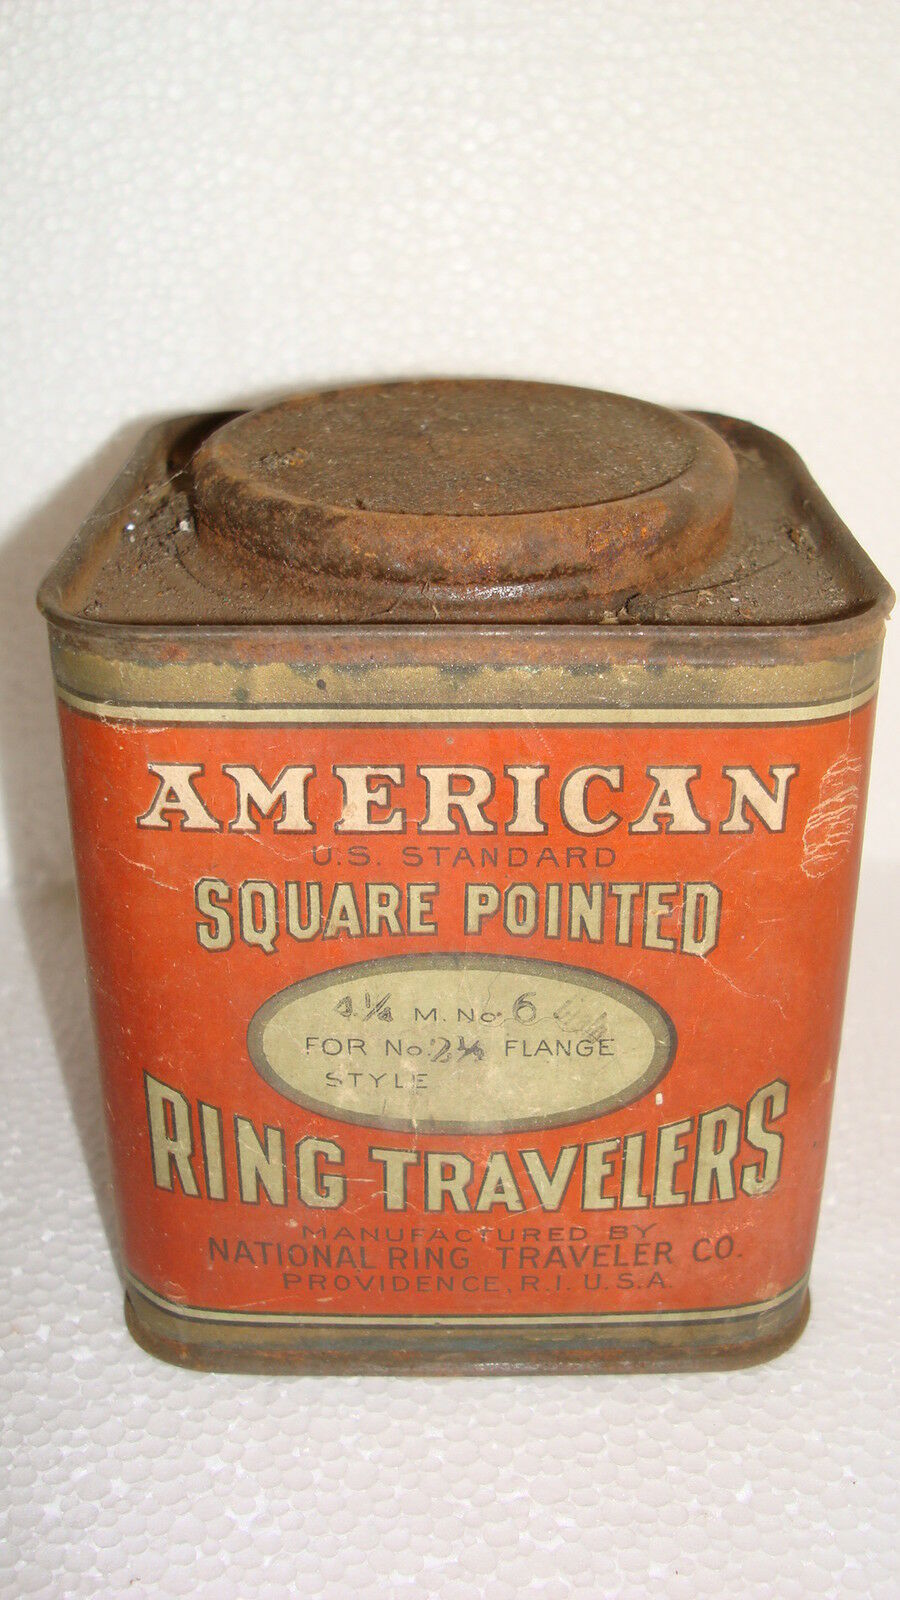 AMERICAN
U.S. STANDARD
SQUARE POINTED
M. No. 6
FOR No. 2½ FLANGE
STYLE
RING TRAVELERS
MANUFACTURED BY
NATIONAL RING TRAVELER CO.
PROVIDENCE, R.I. U.S.A.